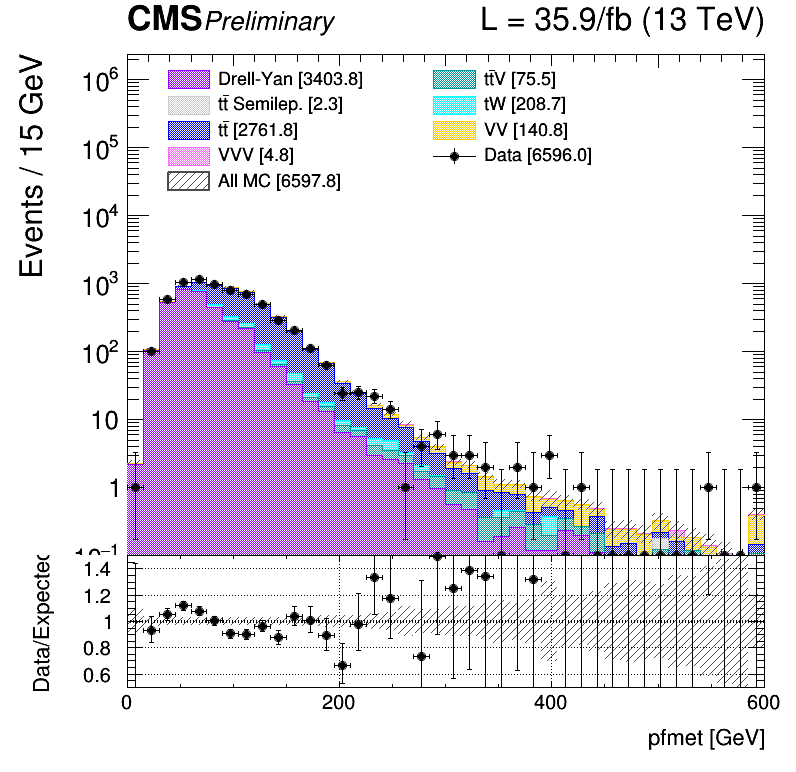 CMS Preliminary L = 35.9/fb (13 TeV)
Events / 15 GeV
Drell-Yan [3403.8]
tt̄ Semilep. [2.3]
tt̄ [2761.8]
VVV [4.8]
All MC [6597.8]
tt̄V [75.5]
tW [208.7]
VV [140.8]
Data [6596.0]
10⁶
10⁵
10⁴
10³
10²
10
1
10⁻¹
Data/Expected
1.4
1.2
1
0.8
0.6
0 200 400 600
pfmet [GeV]